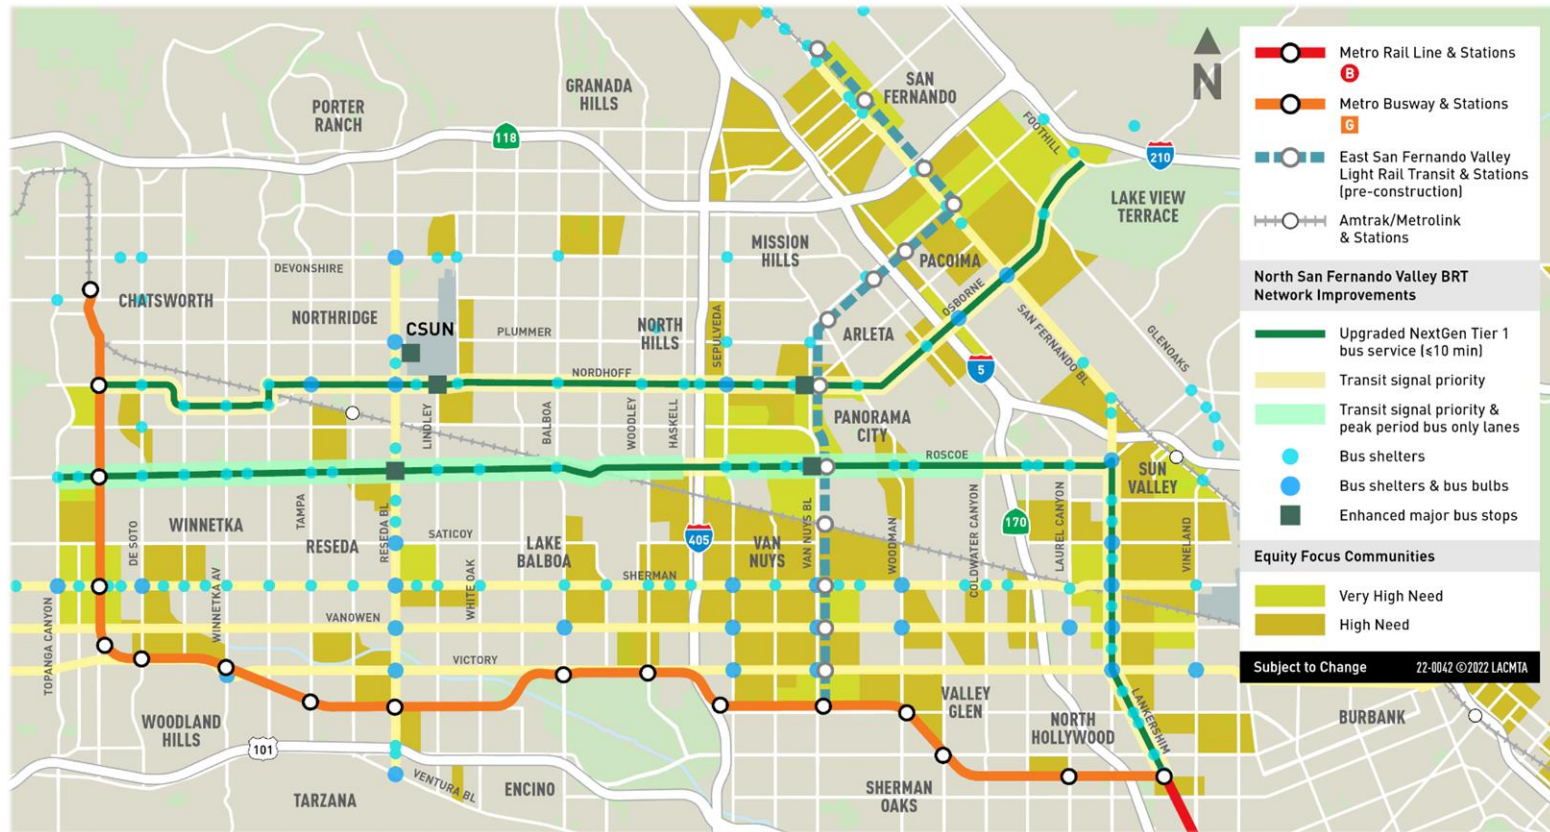 SAN
FERNANDO
GRANADA
HILLS
PORTER
RANCH
118
FOOTHILL
210
LAKE VIEW
TERRACE
MISSION
HILLS
PACOIMA
DEVONSHIRE
CHATSWORTH
NORTHRIDGE
CSUN
PLUMMER
NORTH
HILLS
SEPULVEDA
ARLETA
OSBORNE
SAN FERNANDO BL
GLENOAKS
5
NORDHOFF
LINDLEY
BALBOA
WOODLEY
HASKELL
PANORAMA
CITY
ROSCOE
SUN
VALLEY
WINNETKA
TAMPA
RESEDA
RESEDA BL
SATICOY
LAKE
BALBOA
405
VAN
NUYS
VAN NUYS BL
WOODMAN
COLDWATER CANYON
170
LAUREL CANYON
VINELAND
DE SOTO
SHERMAN
TOPANGA CANYON
WINNETKA AV
VANOWEN
WHITE OAK
VICTORY
WOODLAND
HILLS
101
TARZANA
VENTURA BL
ENCINO
VALLEY
GLEN
NORTH
HOLLYWOOD
LANKERSHIM
SHERMAN
OAKS
BURBANK
N
Metro Rail Line & Stations
B
Metro Busway & Stations
G
East San Fernando Valley
Light Rail Transit & Stations
(pre-construction)
Amtrak/Metrolink
& Stations
North San Fernando Valley BRT
Network Improvements
Upgraded NextGen Tier 1
bus service (≤10 min)
Transit signal priority
Transit signal priority &
peak period bus only lanes
Bus shelters
Bus shelters & bus bulbs
Enhanced major bus stops
Equity Focus Communities
Very High Need
High Need
Subject to Change 22-0042 ©2022 LACMTA